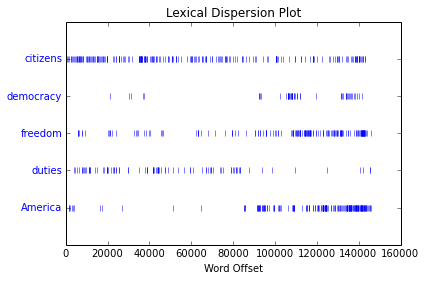 Lexical Dispersion Plot
citizens
democracy
freedom
duties
America
0 20000 40000 60000 80000 100000 120000 140000 160000
Word Offset